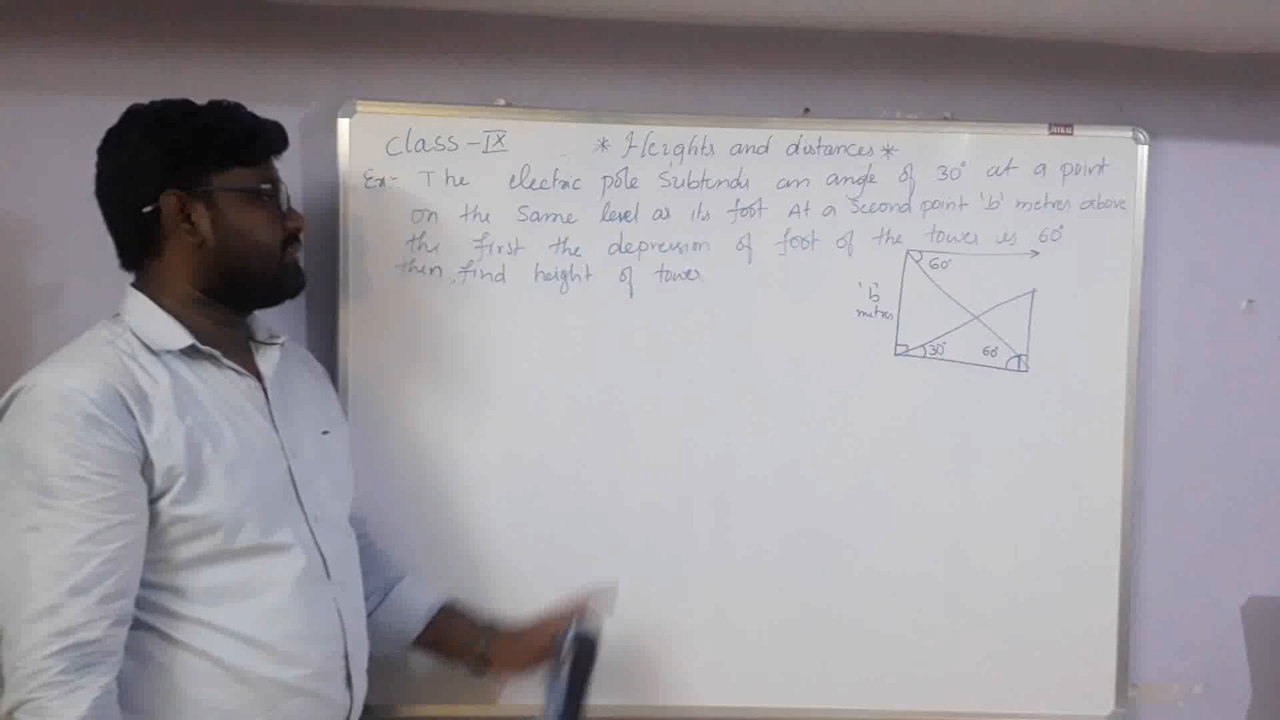 class - IX * Heights and distances *
Ex:- The electric pole Subtends an angle of 30° at a point
on the same level as its foot At a second point 'b' metres above
the first the depression of foot of the tower is 60°
then, find height of tower
60°
'b'
metres
30° 60°